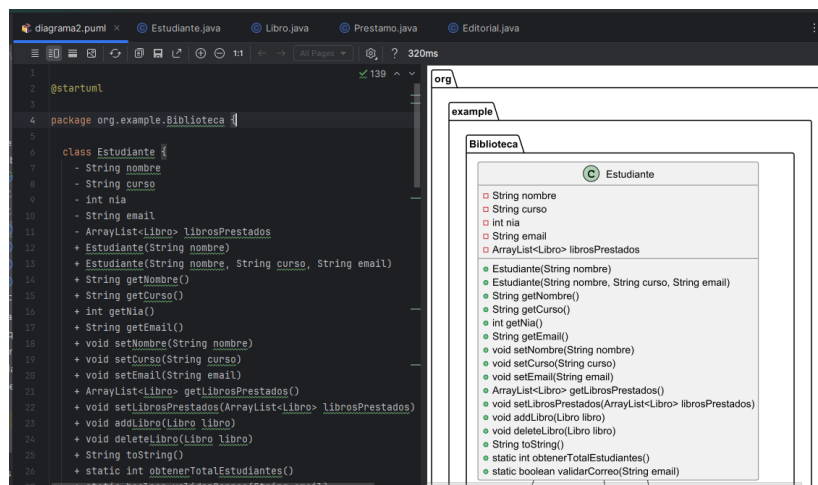 diagrama2.puml
Estudiante.java
Libro.java
Prestamo.java
Editorial.java
1:1
All Pages
? 320ms
139
1
2 @startuml
3
4 package org.example.Biblioteca {
5
6 class Estudiante {
7 - String nombre
8 - String curso
9 - int nia
10 - String email
11 - ArrayList<Libro> librosPrestados
12 + Estudiante(String nombre)
13 + Estudiante(String nombre, String curso, String email)
14 + String getNombre()
15 + String getCurso()
16 + int getNia()
17 + String getEmail()
18 + void setNombre(String nombre)
19 + void setCurso(String curso)
20 + void setEmail(String email)
21 + ArrayList<Libro> getLibrosPrestados()
22 + void setLibrosPrestados(ArrayList<Libro> librosPrestados)
23 + void addLibro(Libro libro)
24 + void deleteLibro(Libro libro)
25 + String toString()
26 + static int obtenerTotalEstudiantes()
org
example
Biblioteca
C Estudiante
String nombre
String curso
int nia
String email
ArrayList<Libro> librosPrestados
Estudiante(String nombre)
Estudiante(String nombre, String curso, String email)
String getNombre()
String getCurso()
int getNia()
String getEmail()
void setNombre(String nombre)
void setCurso(String curso)
void setEmail(String email)
ArrayList<Libro> getLibrosPrestados()
void setLibrosPrestados(ArrayList<Libro> librosPrestados)
void addLibro(Libro libro)
void deleteLibro(Libro libro)
String toString()
static int obtenerTotalEstudiantes()
static boolean validarCorreo(String email)